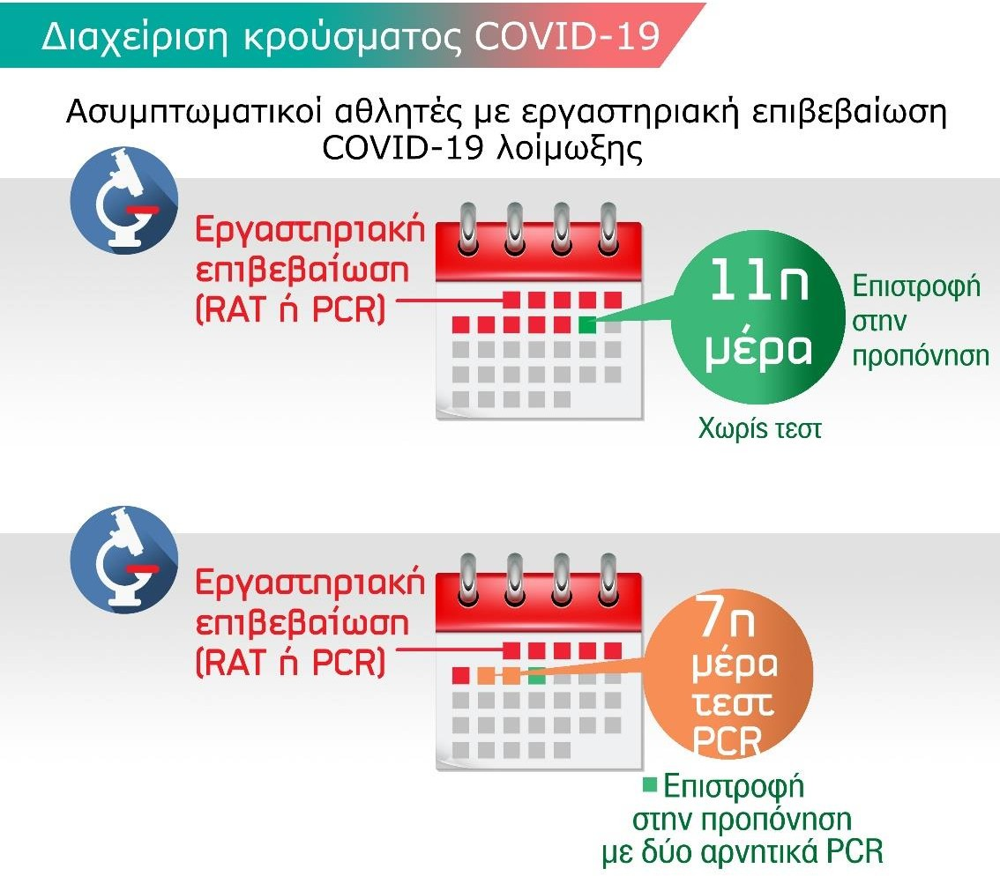 Διαχείριση κρούσματος COVID-19
Ασυμπτωματικοί αθλητές με εργαστηριακή επιβεβαίωση
COVID-19 λοίμωξης
Εργαστηριακή
επιβεβαίωση
(RAT ή PCR)
11η
μέρα
Επιστροφή
στην
προπόνηση
Χωρίς τεστ
Εργαστηριακή
επιβεβαίωση
(RAT ή PCR)
7η
μέρα
τεστ
PCR
Επιστροφή
στην προπόνηση
με δύο αρνητικά PCR